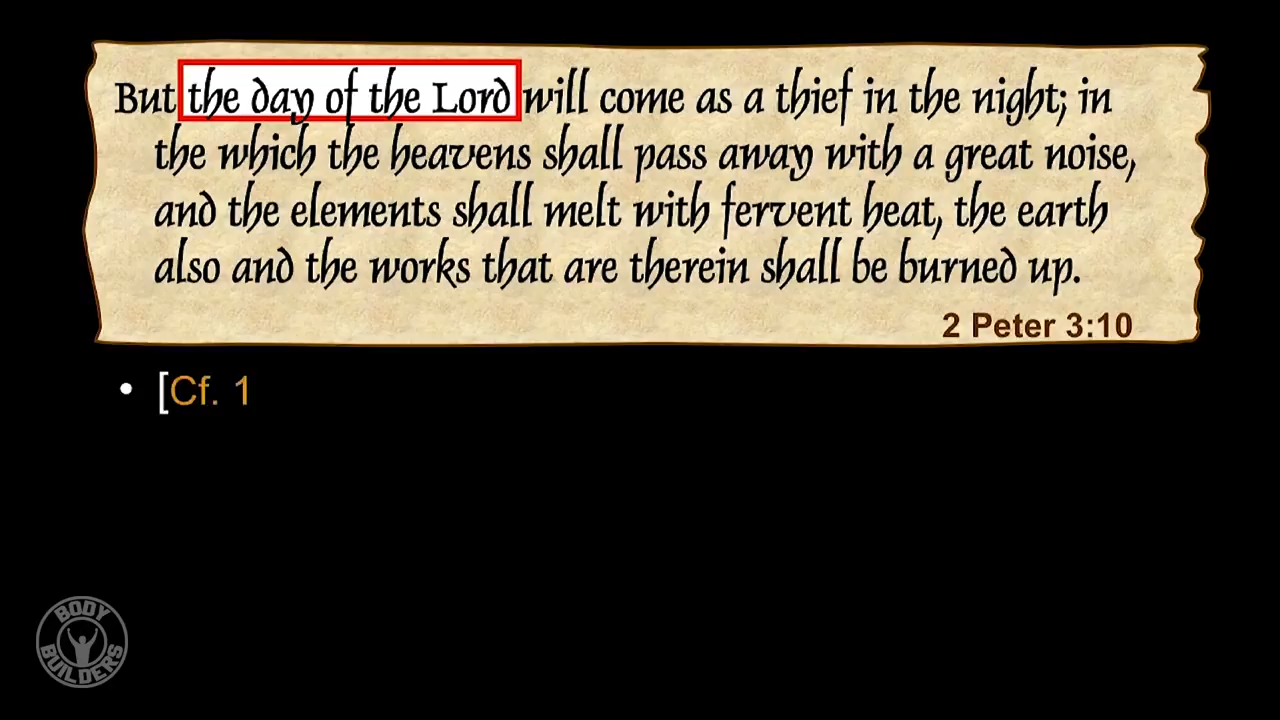 But the day of the Lord will come as a thief in the night; in
the which the heavens shall pass away with a great noise,
and the elements shall melt with fervent heat, the earth
also and the works that are therein shall be burned up.
2 Peter 3:10
• [Cf. 1
BODY
BUILDERS